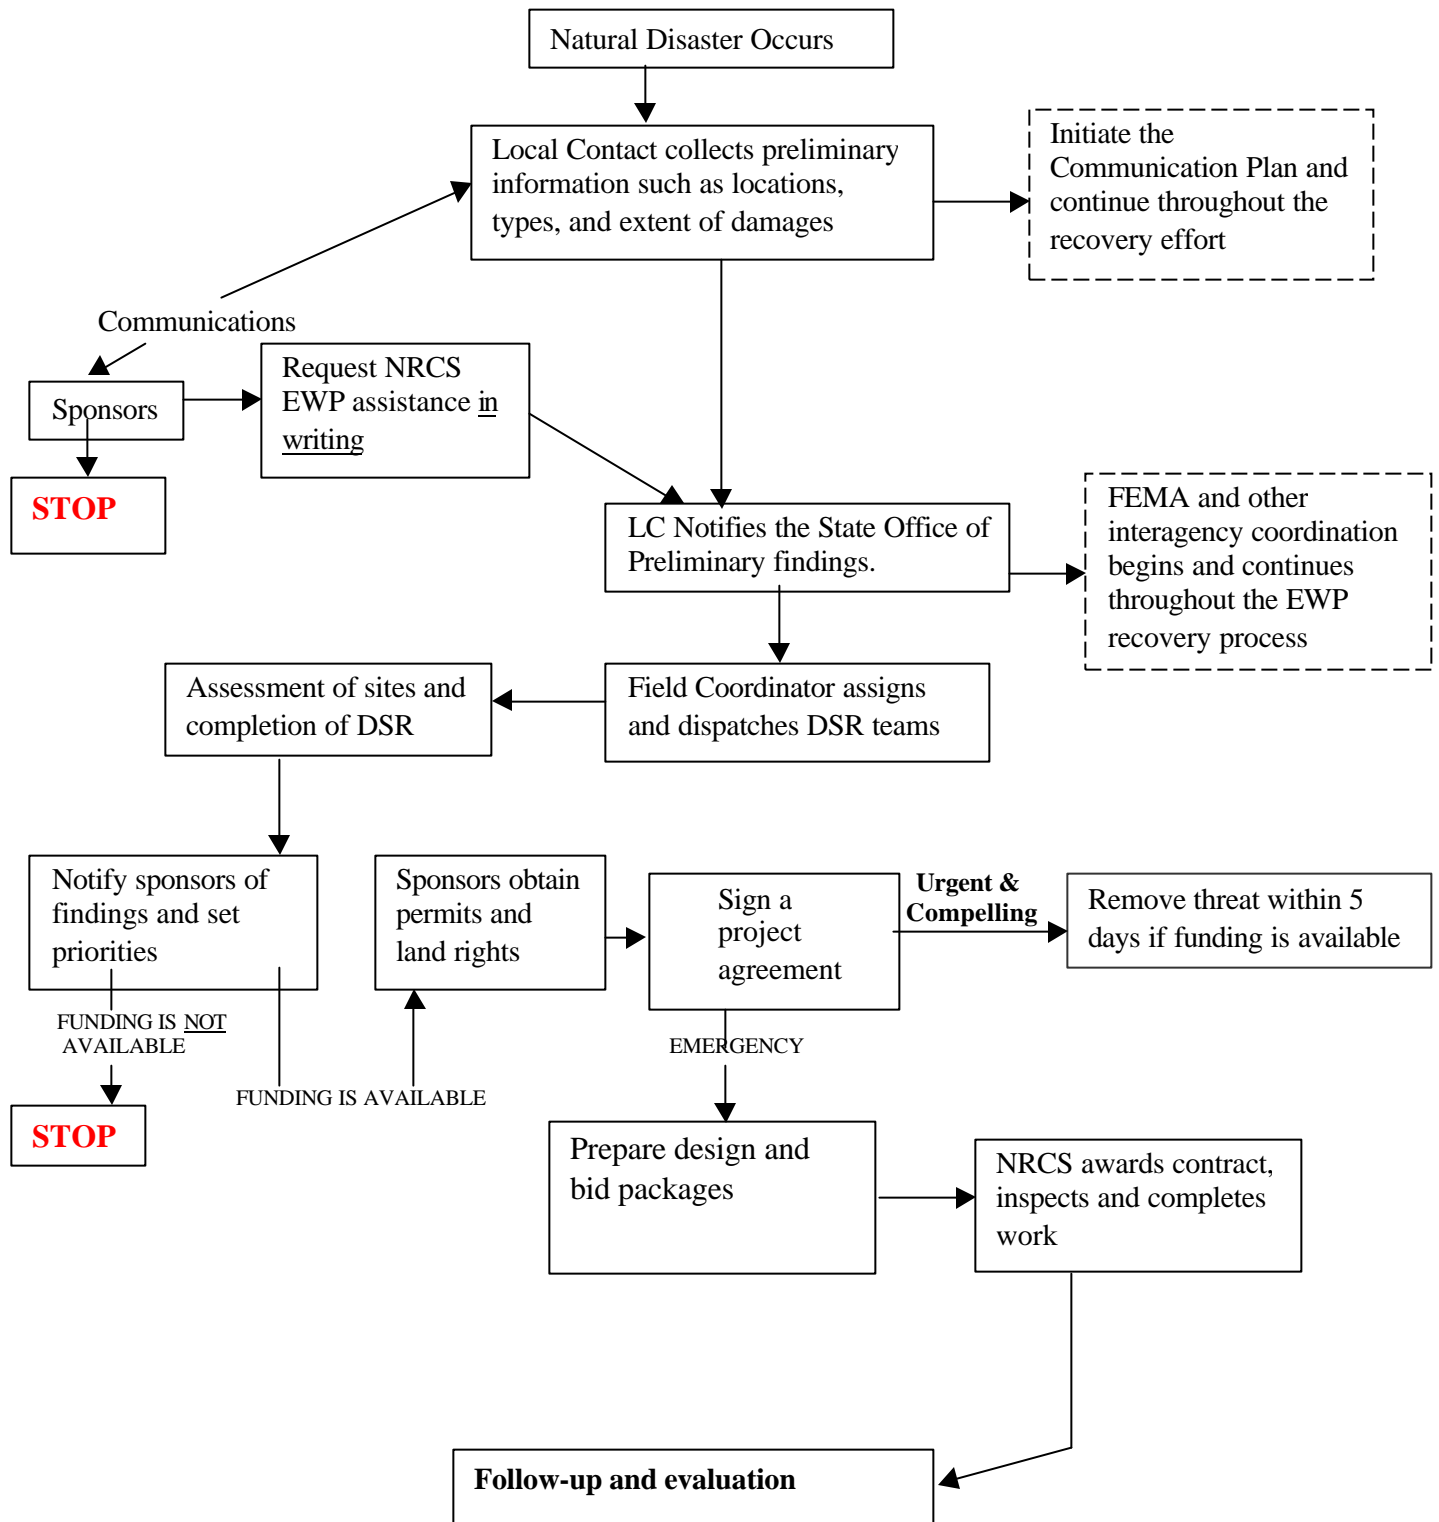 Natural Disaster Occurs
Local Contact collects preliminary
information such as locations,
types, and extent of damages
Initiate the
Communication Plan and
continue throughout the
recovery effort
Communications
Sponsors
Request NRCS
EWP assistance in
writing
STOP
LC Notifies the State Office of
Preliminary findings.
FEMA and other
interagency coordination
begins and continues
throughout the EWP
recovery process
Assessment of sites and
completion of DSR
Field Coordinator assigns
and dispatches DSR teams
Notify sponsors of
findings and set
priorities
Sponsors obtain
permits and
land rights
Sign a
project
agreement
Urgent &
Compelling
Remove threat within 5
days if funding is available
FUNDING IS NOT
AVAILABLE
FUNDING IS AVAILABLE
EMERGENCY
STOP
Prepare design and
bid packages
NRCS awards contract,
inspects and completes
work
Follow-up and evaluation